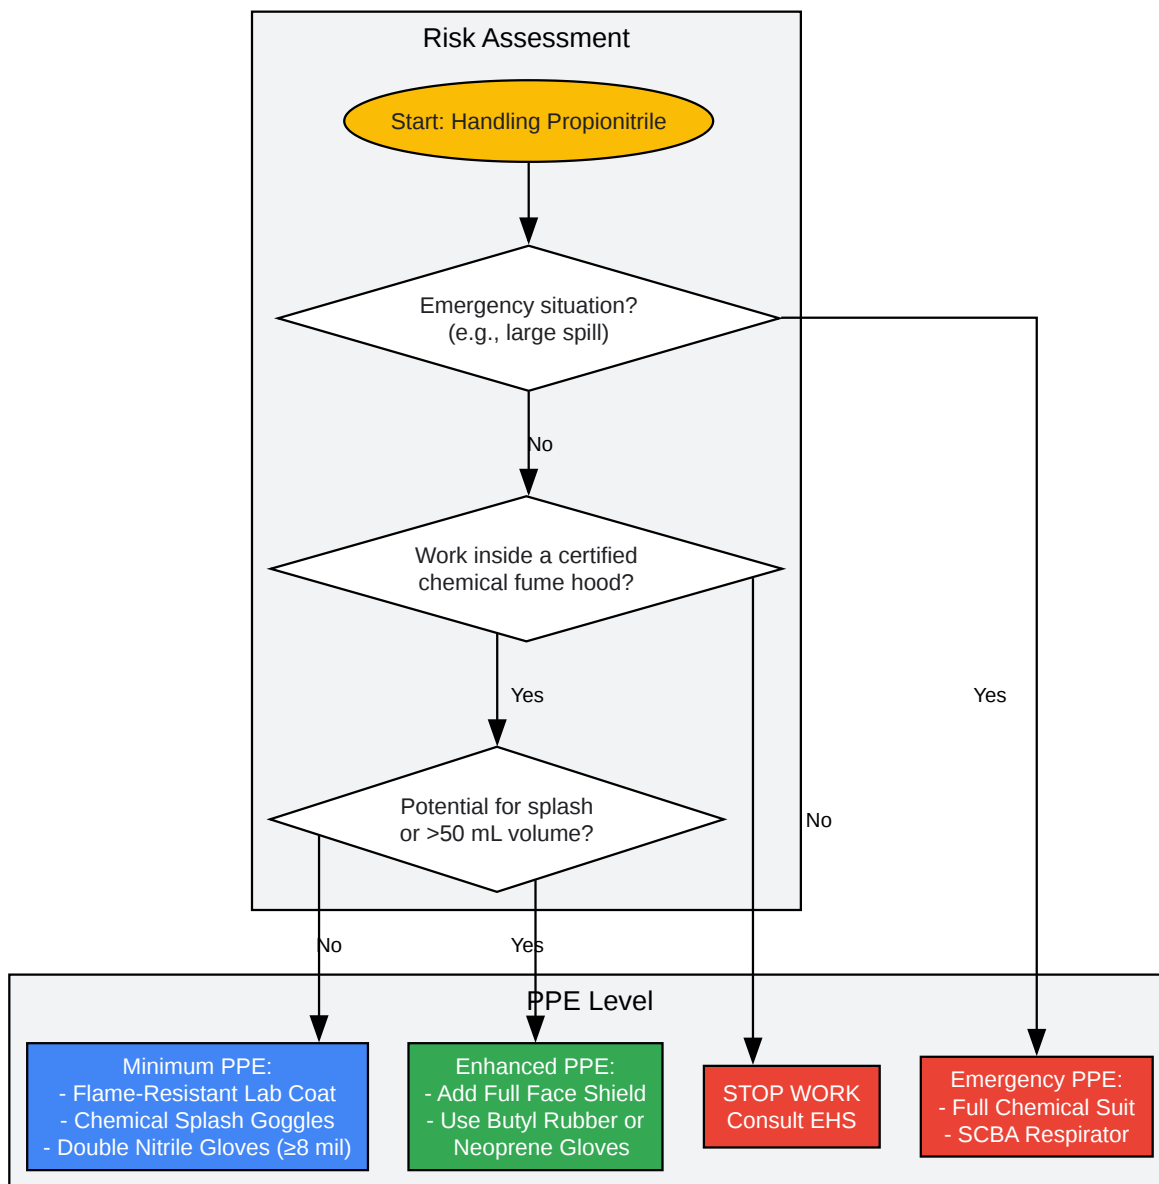 Risk Assessment
Start: Handling Propionitrile
Emergency situation?
(e.g., large spill)
No
Work inside a certified
chemical fume hood?
Yes
Yes
Potential for splash
or >50 mL volume?
No
No
Yes
PPE Level
Minimum PPE:
- Flame-Resistant Lab Coat
- Chemical Splash Goggles
- Double Nitrile Gloves (≥8 mil)
Enhanced PPE:
- Add Full Face Shield
- Use Butyl Rubber or
Neoprene Gloves
STOP WORK
Consult EHS
Emergency PPE:
- Full Chemical Suit
- SCBA Respirator